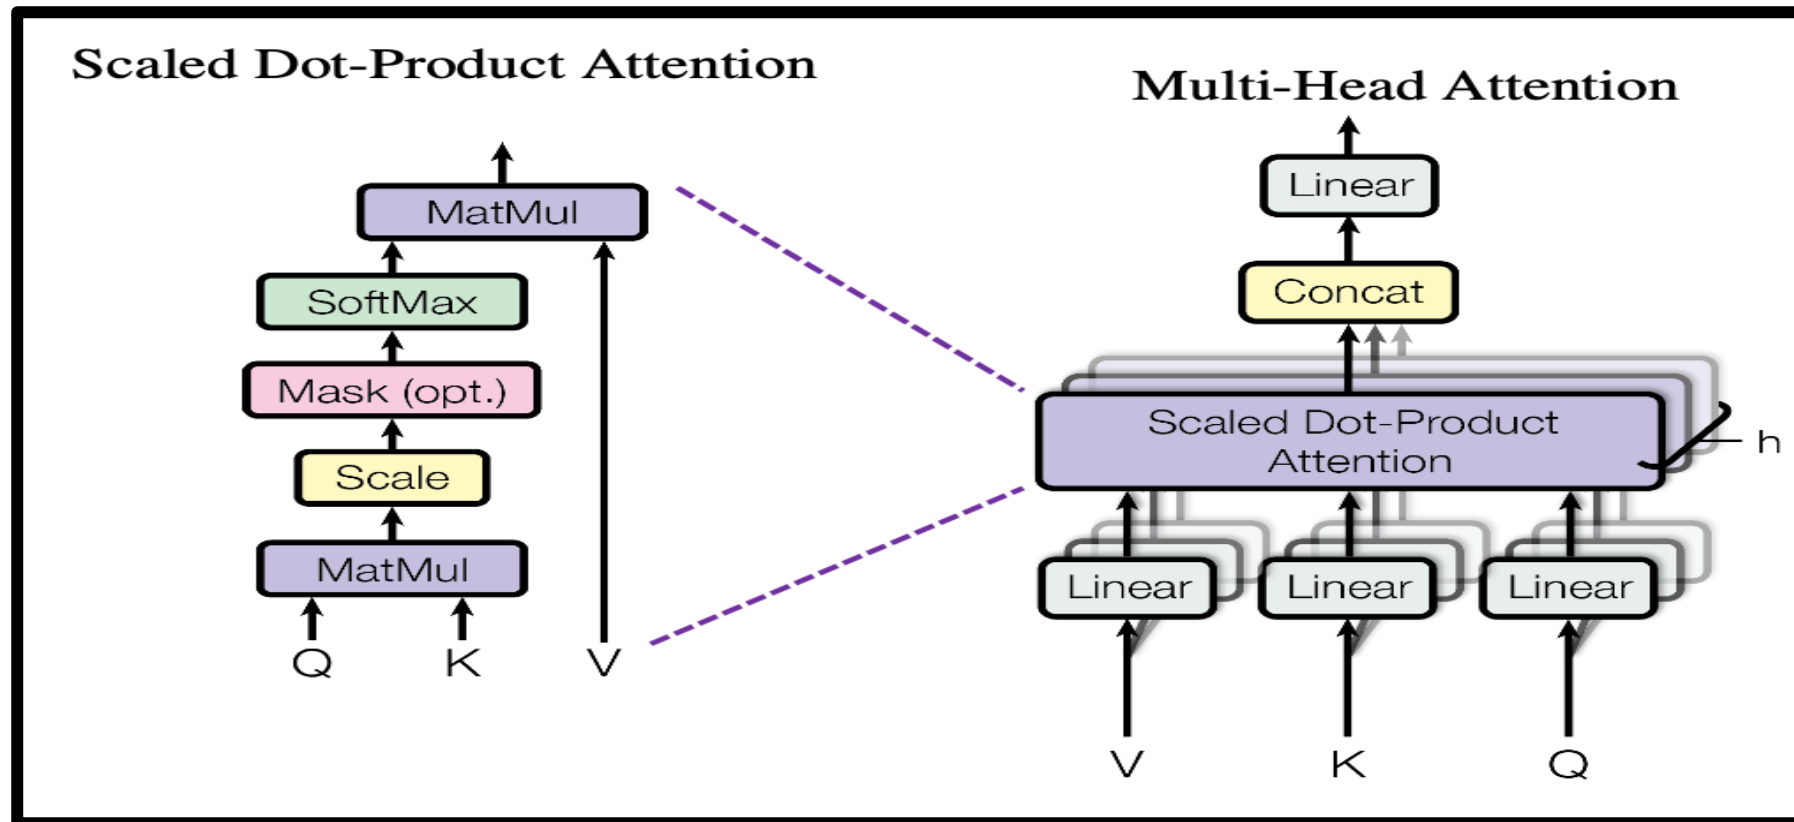 Scaled Dot-Product Attention
MatMul
SoftMax
Mask (opt.)
Scale
MatMul
Q K V
Multi-Head Attention
Linear
Concat
Scaled Dot-Product
Attention
h
Linear Linear Linear
V K Q